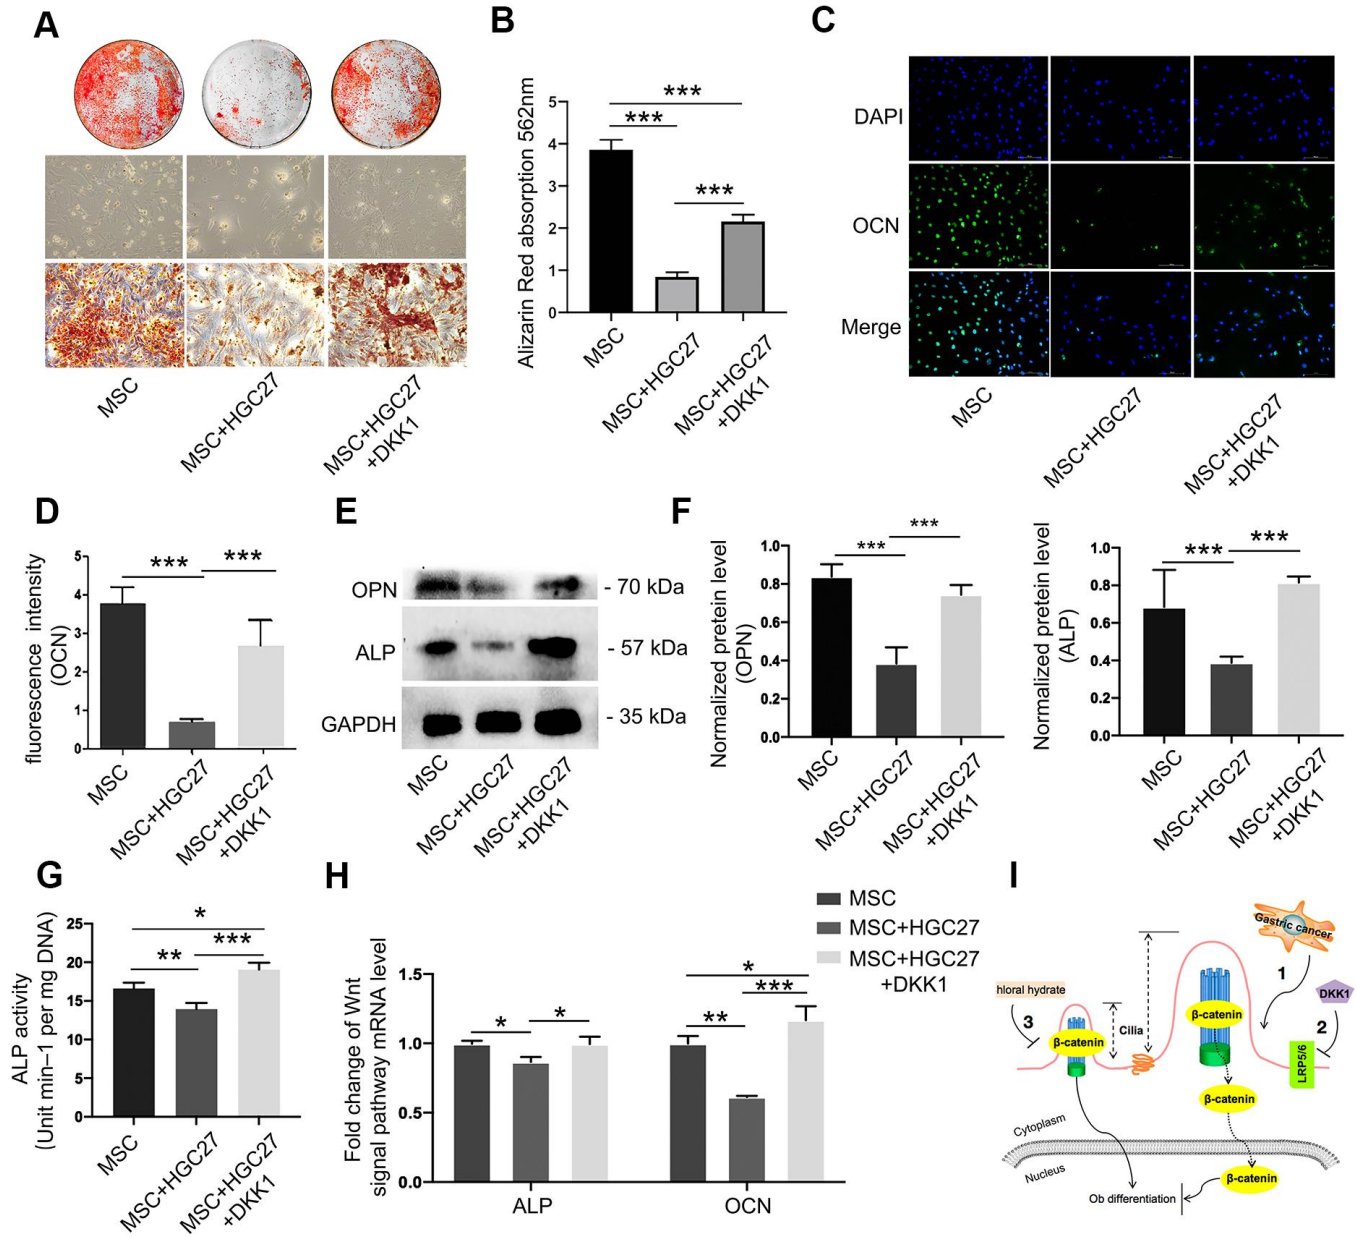 A
MSC
MSC+HGC27
MSC+HGC27
+DKK1
B
Alizarin Red absorption 562nm
5
4
3
2
1
0
***
***
***
MSC
MSC+HGC27
MSC+HGC27
+DKK1
C
DAPI
OCN
Merge
MSC
MSC+HGC27
MSC+HGC27
+DKK1
D
fluorescence intensity
(OCN)
5
4
3
2
1
0
***
***
MSC
MSC+HGC27
MSC+HGC27
+DKK1
E
OPN
- 70 kDa
ALP
- 57 kDa
GAPDH
- 35 kDa
MSC
MSC+HGC27
MSC+HGC27
+DKK1
F
Normalized pretein level
(OPN)
1.0
0.8
0.6
0.4
0.2
0.0
***
***
MSC
MSC+HGC27
MSC+HGC27
+DKK1
Normalized pretein level
(ALP)
1.0
0.8
0.6
0.4
0.2
0.0
***
***
MSC
MSC+HGC27
MSC+HGC27
+DKK1
G
ALP activity
(Unit min–1 per mg DNA)
25
20
15
10
5
0
*
**
***
MSC
MSC+HGC27
MSC+HGC27
+DKK1
H
Fold change of Wnt
signal pathway mRNA level
1.5
1.0
0.5
0.0
*
*
*
**
***
ALP
OCN
MSC
MSC+HGC27
MSC+HGC27
+DKK1
I
Gastric cancer
1
hloral hydrate
3
β-catenin
Cilia
β-catenin
DKK1
2
LRP5/6
β-catenin
Cytoplasm
Nucleus
β-catenin
Ob differentiation